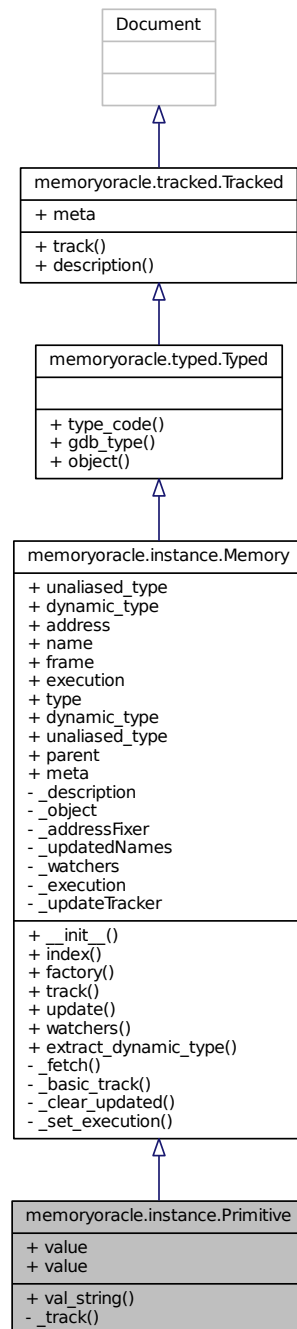 Document
memoryoracle.tracked.Tracked
+ meta
+ track()
+ description()
memoryoracle.typed.Typed
+ type_code()
+ gdb_type()
+ object()
memoryoracle.instance.Memory
+ unaliased_type
+ dynamic_type
+ address
+ name
+ frame
+ execution
+ type
+ dynamic_type
+ unaliased_type
+ parent
+ meta
- _description
- _object
- _addressFixer
- _updatedNames
- _watchers
- _execution
- _updateTracker
+ __init__()
+ index()
+ factory()
+ track()
+ update()
+ watchers()
+ extract_dynamic_type()
- _fetch()
- _basic_track()
- _clear_updated()
- _set_execution()
memoryoracle.instance.Primitive
+ value
+ value
+ val_string()
- _track()